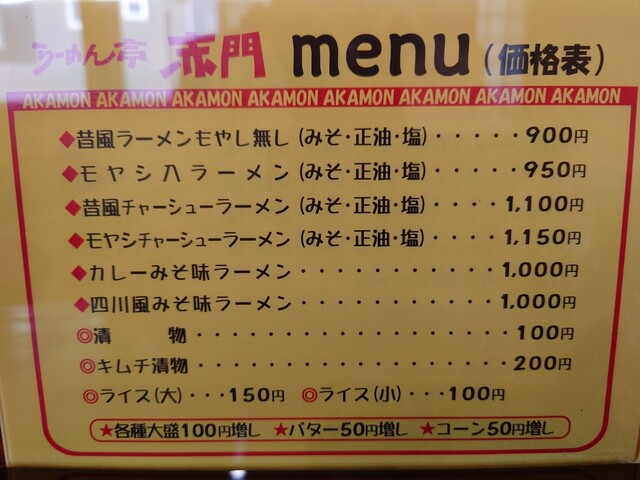 らーめん亭 赤門 menu (価格表)
AKAMON AKAMON AKAMON AKAMON AKAMON AKAMON AKAMON AKAMON
◆昔風ラーメンもやし無し (みそ・正油・塩)・・・・・900円
◆モヤシ入ラーメン (みそ・正油・塩)・・・・・950円
◆昔風チャーシューラーメン (みそ・正油・塩)・・・・1,100円
◆モヤシチャーシューラーメン (みそ・正油・塩)・・・・1,150円
◆カレーみそ味ラーメン・・・・・・・・・・・1,000円
◆四川風みそ味ラーメン・・・・・・・・・・・1,000円
◎漬 物・・・・・・・・・・・・・・・・・・100円
◎キムチ漬物・・・・・・・・・・・・・・・・・・200円
◎ライス(大)・・・150円 ◎ライス(小)・・・100円
★各種大盛100円増し ★バター50円増し ★コーン50円増し